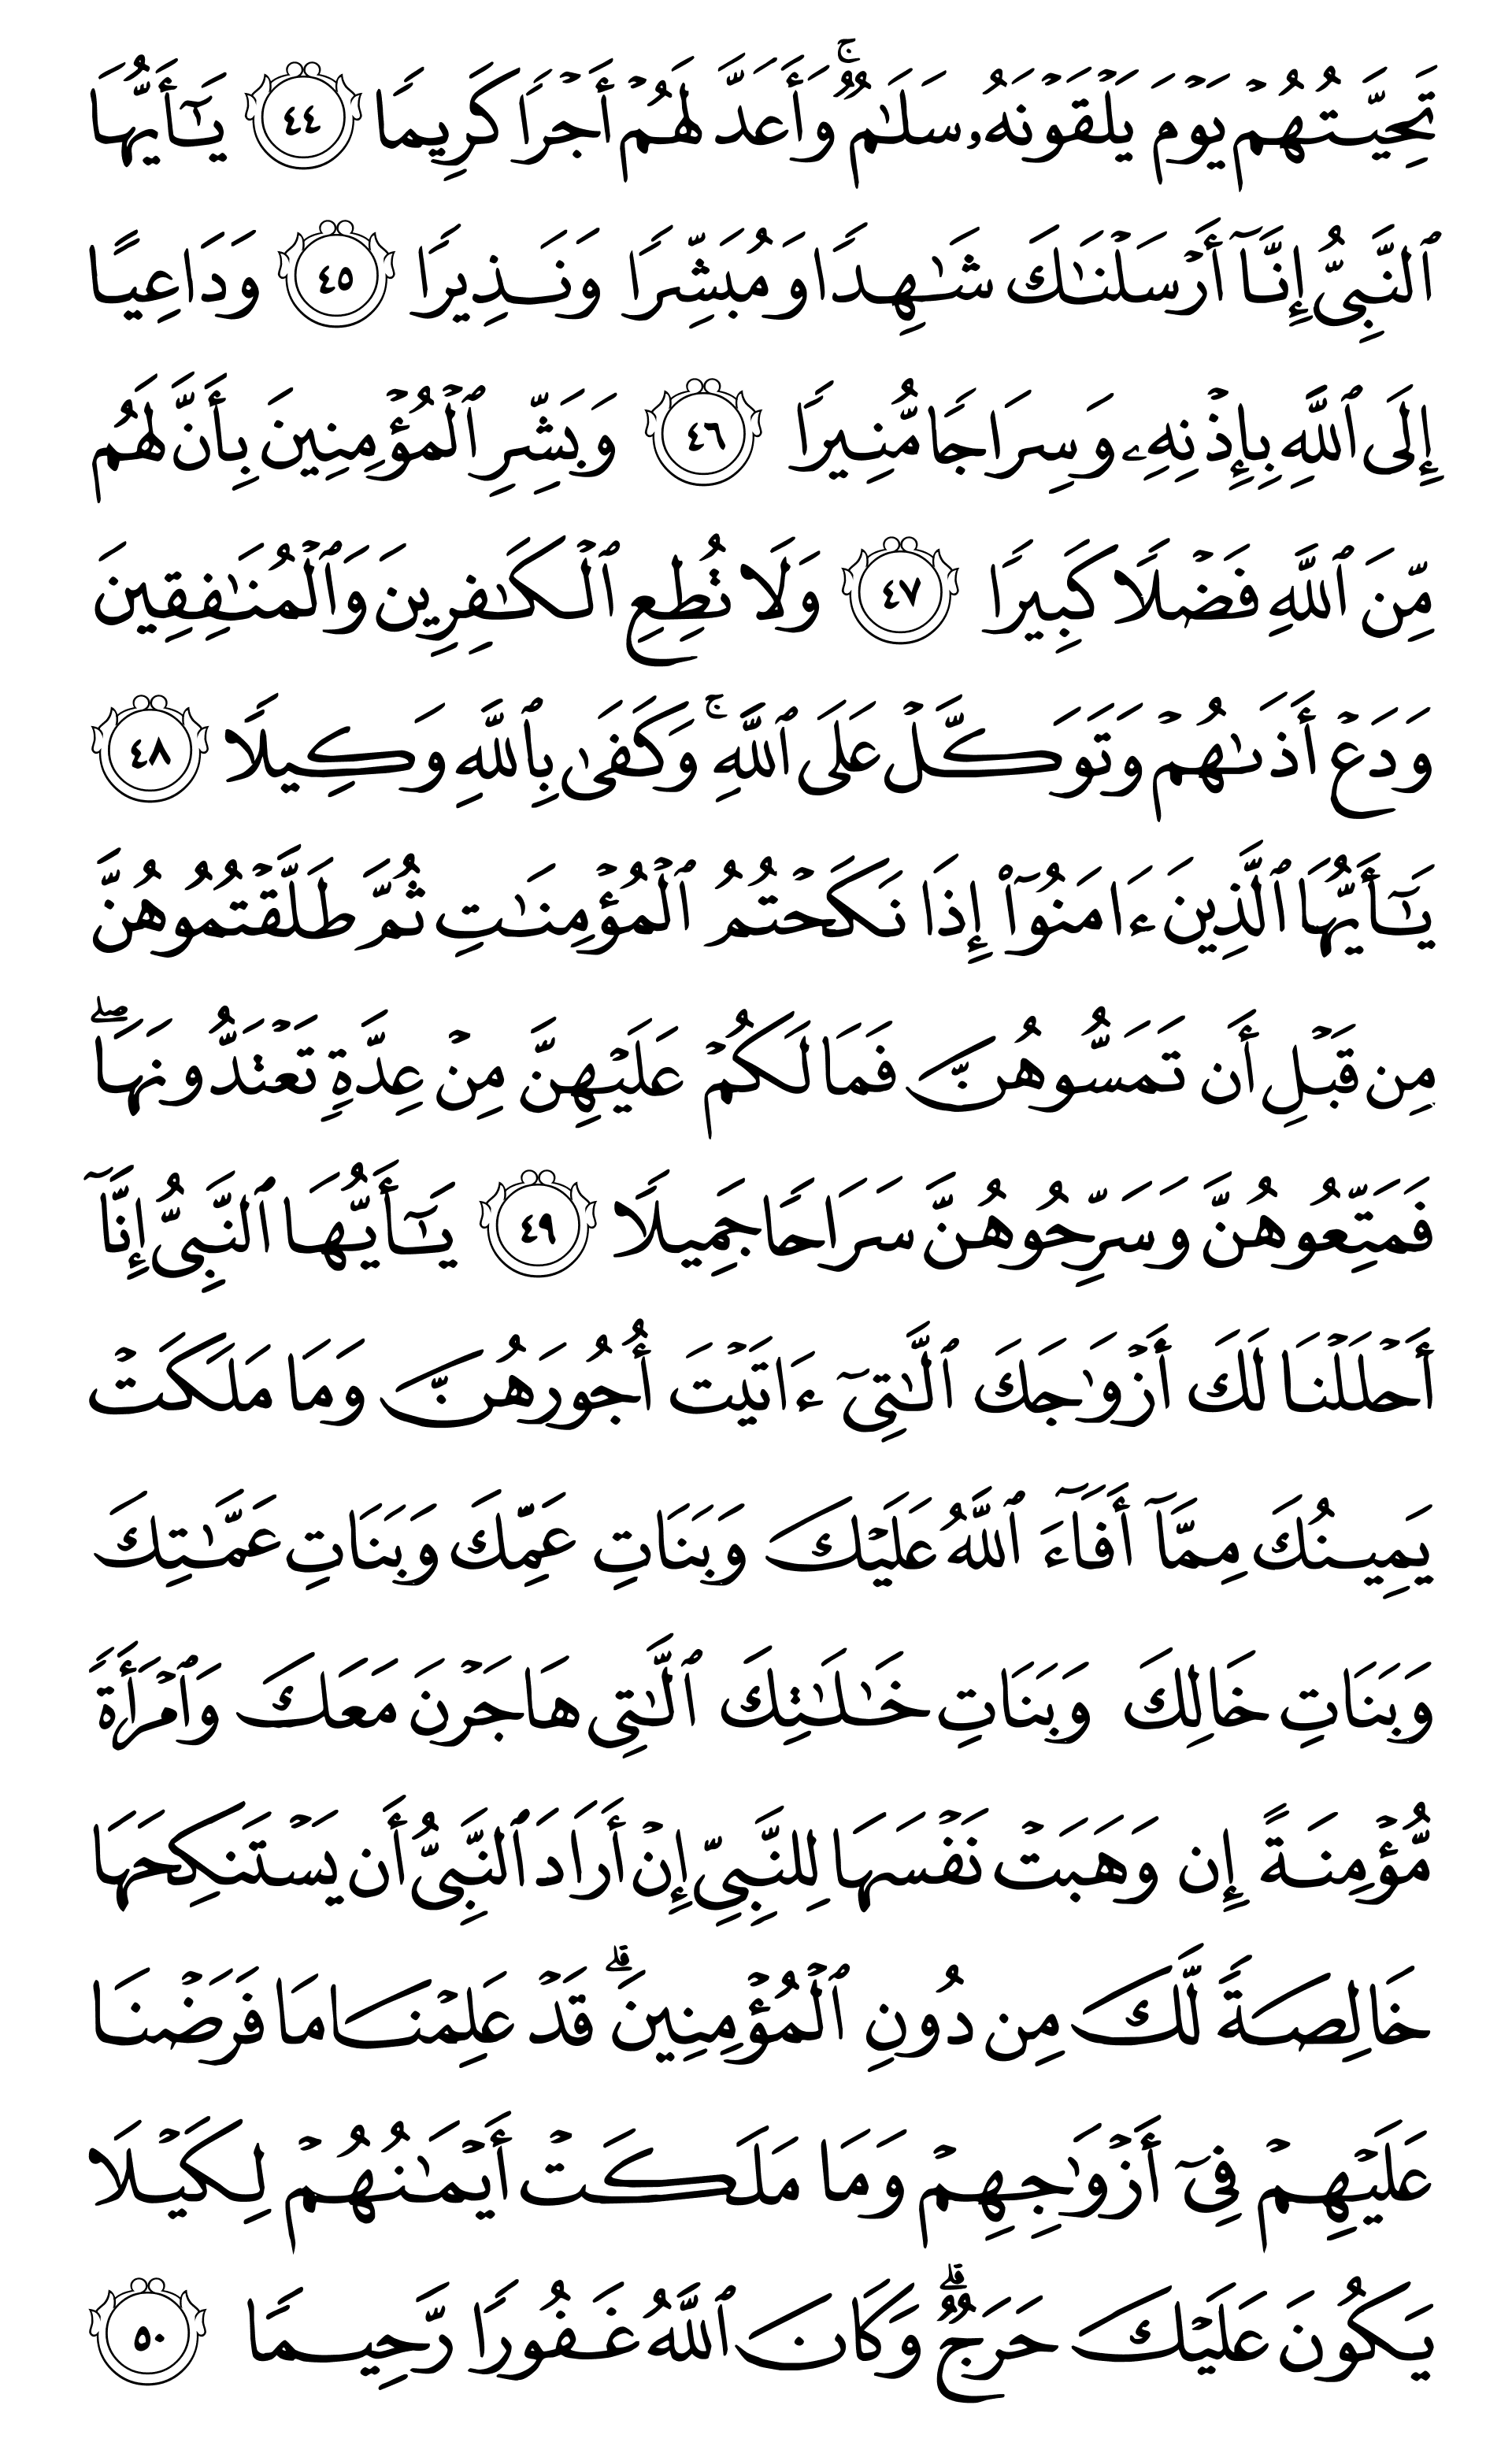 تَحِيَّتُهُمْ يَوْمَ يَلْقَوْنَهُۥ سَلَٰمٌۚ وَأَعَدَّ لَهُمْ أَجْرًا كَرِيمًا ٤٤ يَٰٓأَيُّهَا
ٱلنَّبِىُّ إِنَّآ أَرْسَلْنَٰكَ شَٰهِدًا وَمُبَشِّرًا وَنَذِيرًا ٤٥ وَدَاعِيًا
إِلَى ٱللَّهِ بِإِذْنِهِۦ وَسِرَاجًا مُّنِيرًا ٤٦ وَبَشِّرِ ٱلْمُؤْمِنِينَ بِأَنَّ لَهُم
مِّنَ ٱللَّهِ فَضْلًا كَبِيرًا ٤٧ وَلَا تُطِعِ ٱلْكَٰفِرِينَ وَٱلْمُنَٰفِقِينَ
وَدَعْ أَذَىٰهُمْ وَتَوَكَّلْ عَلَى ٱللَّهِۚ وَكَفَىٰ بِٱللَّهِ وَكِيلًا ٤٨
يَٰٓأَيُّهَا ٱلَّذِينَ ءَامَنُوٓا۟ إِذَا نَكَحْتُمُ ٱلْمُؤْمِنَٰتِ ثُمَّ طَلَّقْتُمُوهُنَّ
مِن قَبْلِ أَن تَمَسُّوهُنَّ فَمَا لَكُمْ عَلَيْهِنَّ مِنْ عِدَّةٍ تَعْتَدُّونَهَاۖ
فَمَتِّعُوهُنَّ وَسَرِّحُوهُنَّ سَرَاحًا جَمِيلًا ٤٩ يَٰٓأَيُّهَا ٱلنَّبِىُّ إِنَّآ
أَحْلَلْنَا لَكَ أَزْوَٰجَكَ ٱلَّٰتِىٓ ءَاتَيْتَ أُجُورَهُنَّ وَمَا مَلَكَتْ
يَمِينُكَ مِمَّآ أَفَآءَ ٱللَّهُ عَلَيْكَ وَبَنَاتِ عَمِّكَ وَبَنَاتِ عَمَّٰتِكَ
وَبَنَاتِ خَالِكَ وَبَنَاتِ خَٰلَٰتِكَ ٱلَّٰتِى هَاجَرْنَ مَعَكَ وَٱمْرَأَةً
مُّؤْمِنَةً إِن وَهَبَتْ نَفْسَهَا لِلنَّبِىِّ إِنْ أَرَادَ ٱلنَّبِىُّ أَن يَسْتَنكِحَهَا
خَالِصَةً لَّكَ مِن دُونِ ٱلْمُؤْمِنِينَۗ قَدْ عَلِمْنَا مَا فَرَضْنَا
عَلَيْهِمْ فِىٓ أَزْوَٰجِهِمْ وَمَا مَلَكَتْ أَيْمَٰنُهُمْ لِكَيْلَا
يَكُونَ عَلَيْكَ حَرَجٌۗ وَكَانَ ٱللَّهُ غَفُورًا رَّحِيمًا ٥٠